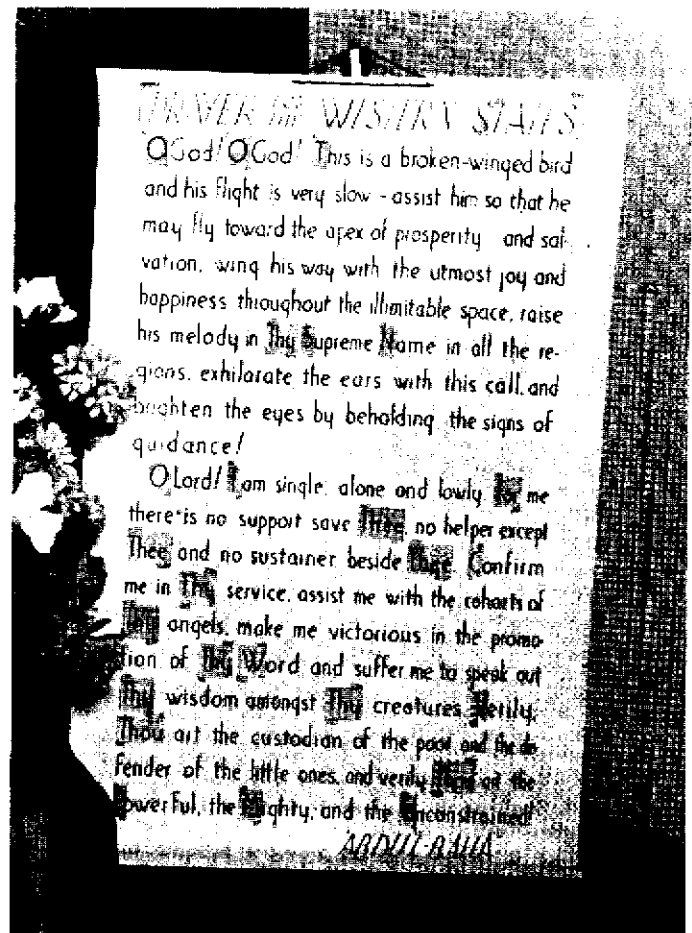 PRAYER FOR WESTERN STATES
O God! O God! This is a broken-winged bird
and his flight is very slow - assist him so that he
may fly toward the apex of prosperity and sal-
vation, wing his way with the utmost joy and
happiness throughout the illimitable space, raise
his melody in Thy Supreme Name in all the re-
gions, exhilarate the ears with this call, and
brighten the eyes by beholding the signs of
guidance!
O Lord! I am single, alone and lowly, for me
there is no support save Thee, no helper except
Thee and no sustainer beside Thee. Confirm
me in Thy service, assist me with the cohorts of
Thy angels, make me victorious in the promo-
tion of Thy Word and suffer me to speak out
Thy wisdom amongst Thy creatures. Verily,
Thou art the custodian of the poor and the de-
fender of the little ones, and verily Thou art the
Powerful, the Mighty, and the Unconstrained!
ABDUL-BAHA